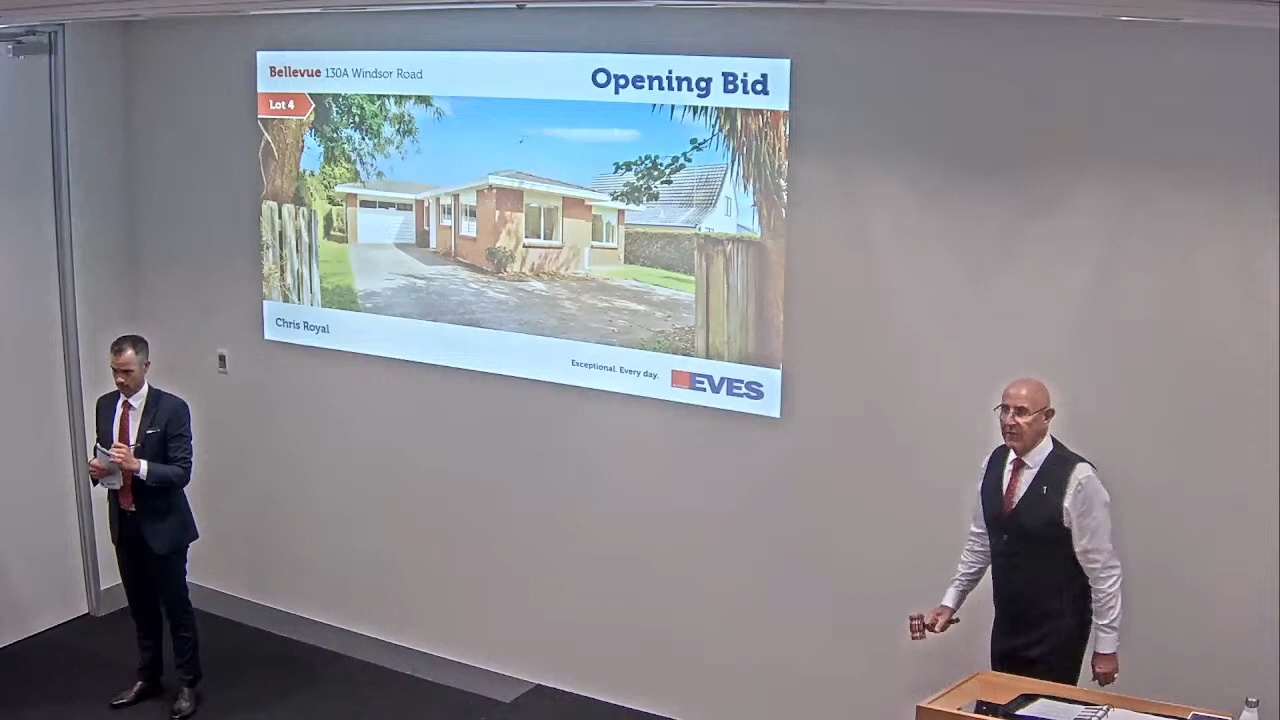 Bellevue 130A Windsor Road
Opening Bid
Lot 4
Chris Royal
Exceptional. Every day.
EVES